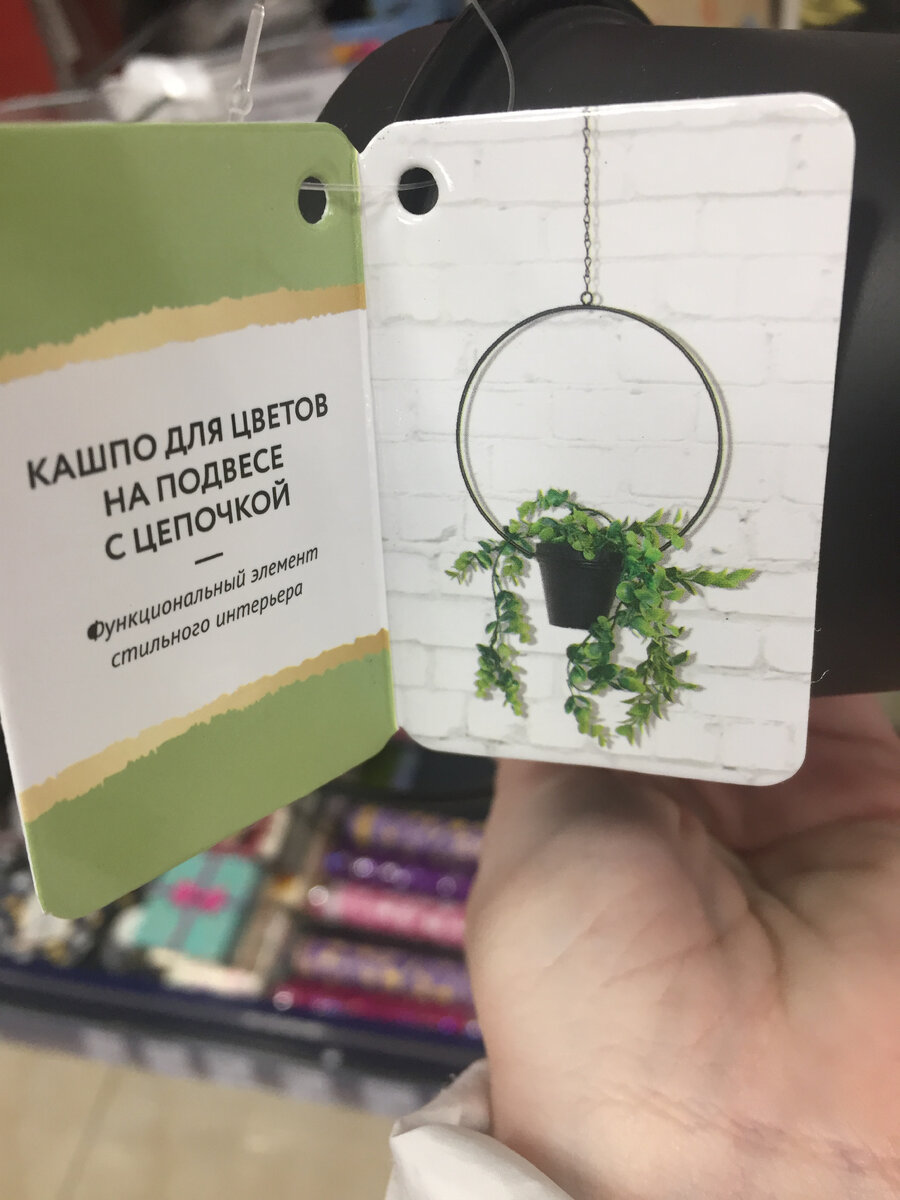 КАШПО ДЛЯ ЦВЕТОВ
НА ПОДВЕСЕ
С ЦЕПОЧКОЙ
Функциональный элемент
стильного интерьера